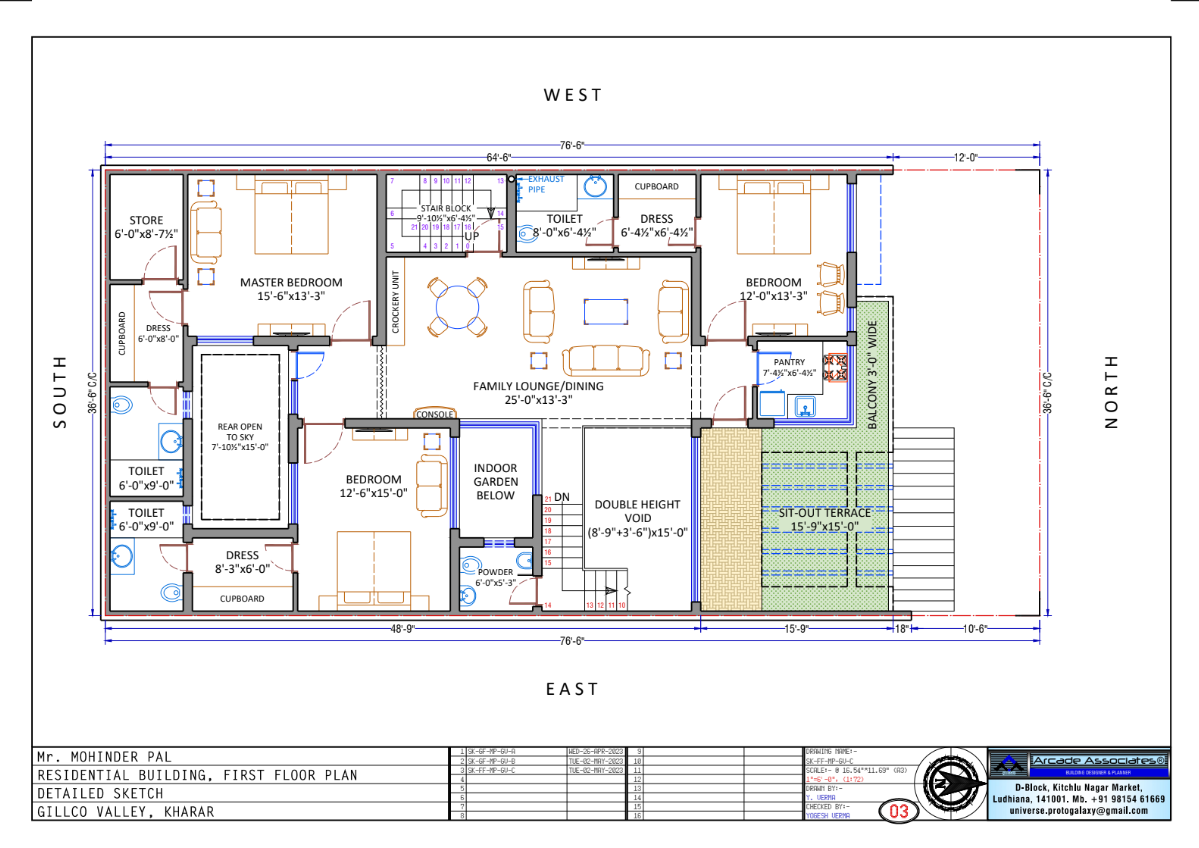 WEST
76'-6"
64'-6"
12'-0"
SOUTH
NORTH
36'-6" C/C
36'-6" C/C
STORE
6'-0"x8'-7½"
MASTER BEDROOM
15'-6"x13'-3"
7 8 9 10 11 12 13
STAIR BLOCK
9'-10½"x6'-4½"
6 14
21 20 19 18 17 16 15
UP
5 4 3 2 1 0
EXHAUST
PIPE
TOILET
8'-0"x6'-4½"
CUPBOARD
DRESS
6'-4½"x6'-4½"
BEDROOM
12'-0"x13'-3"
CROCKERY UNIT
CUPBOARD
DRESS
6'-0"x8'-0"
PANTRY
7'-4½"x6'-4½"
BALCONY 3'-0" WIDE
FAMILY LOUNGE/DINING
25'-0"x13'-3"
CONSOLE
REAR OPEN
TO SKY
7'-10½"x15'-0"
TOILET
6'-0"x9'-0"
TOILET
6'-0"x9'-0"
BEDROOM
12'-6"x15'-0"
INDOOR
GARDEN
BELOW
21 DN
20
19
18
17
16
15
14
13 12 11 10
DOUBLE HEIGHT
VOID
(8'-9"+3'-6")x15'-0"
SIT-OUT TERRACE
15'-9"x15'-0"
DRESS
8'-3"x6'-0"
CUPBOARD
POWDER
6'-0"x5'-3"
48'-9"
15'-9"
18"
10'-6"
76'-6"
EAST
Mr. MOHINDER PAL
RESIDENTIAL BUILDING, FIRST FLOOR PLAN
DETAILED SKETCH
GILLCO VALLEY, KHARAR
1 SK-GF-MP-GV-A WED-26-APR-2023 9
2 SK-GF-MP-GV-B TUE-02-MAY-2023 10
3 SK-FF-MP-GV-C TUE-02-MAY-2023 11
4 12
5 13
6 14
7 15
8 16
DRAWING NAME:-
SK-FF-MP-GV-C
SCALE:- @ 16.54"*11.69" (A3)
1"=6'-0", (1:72)
DRAWN BY:-
Y. VERMA
CHECKED BY:-
YOGESH VERMA
03
Arcade Associates®
BUILDING DESIGNER & PLANNER
D-Block, Kitchlu Nagar Market,
Ludhiana, 141001. Mb. +91 98154 61669
universe.protogalaxy@gmail.com